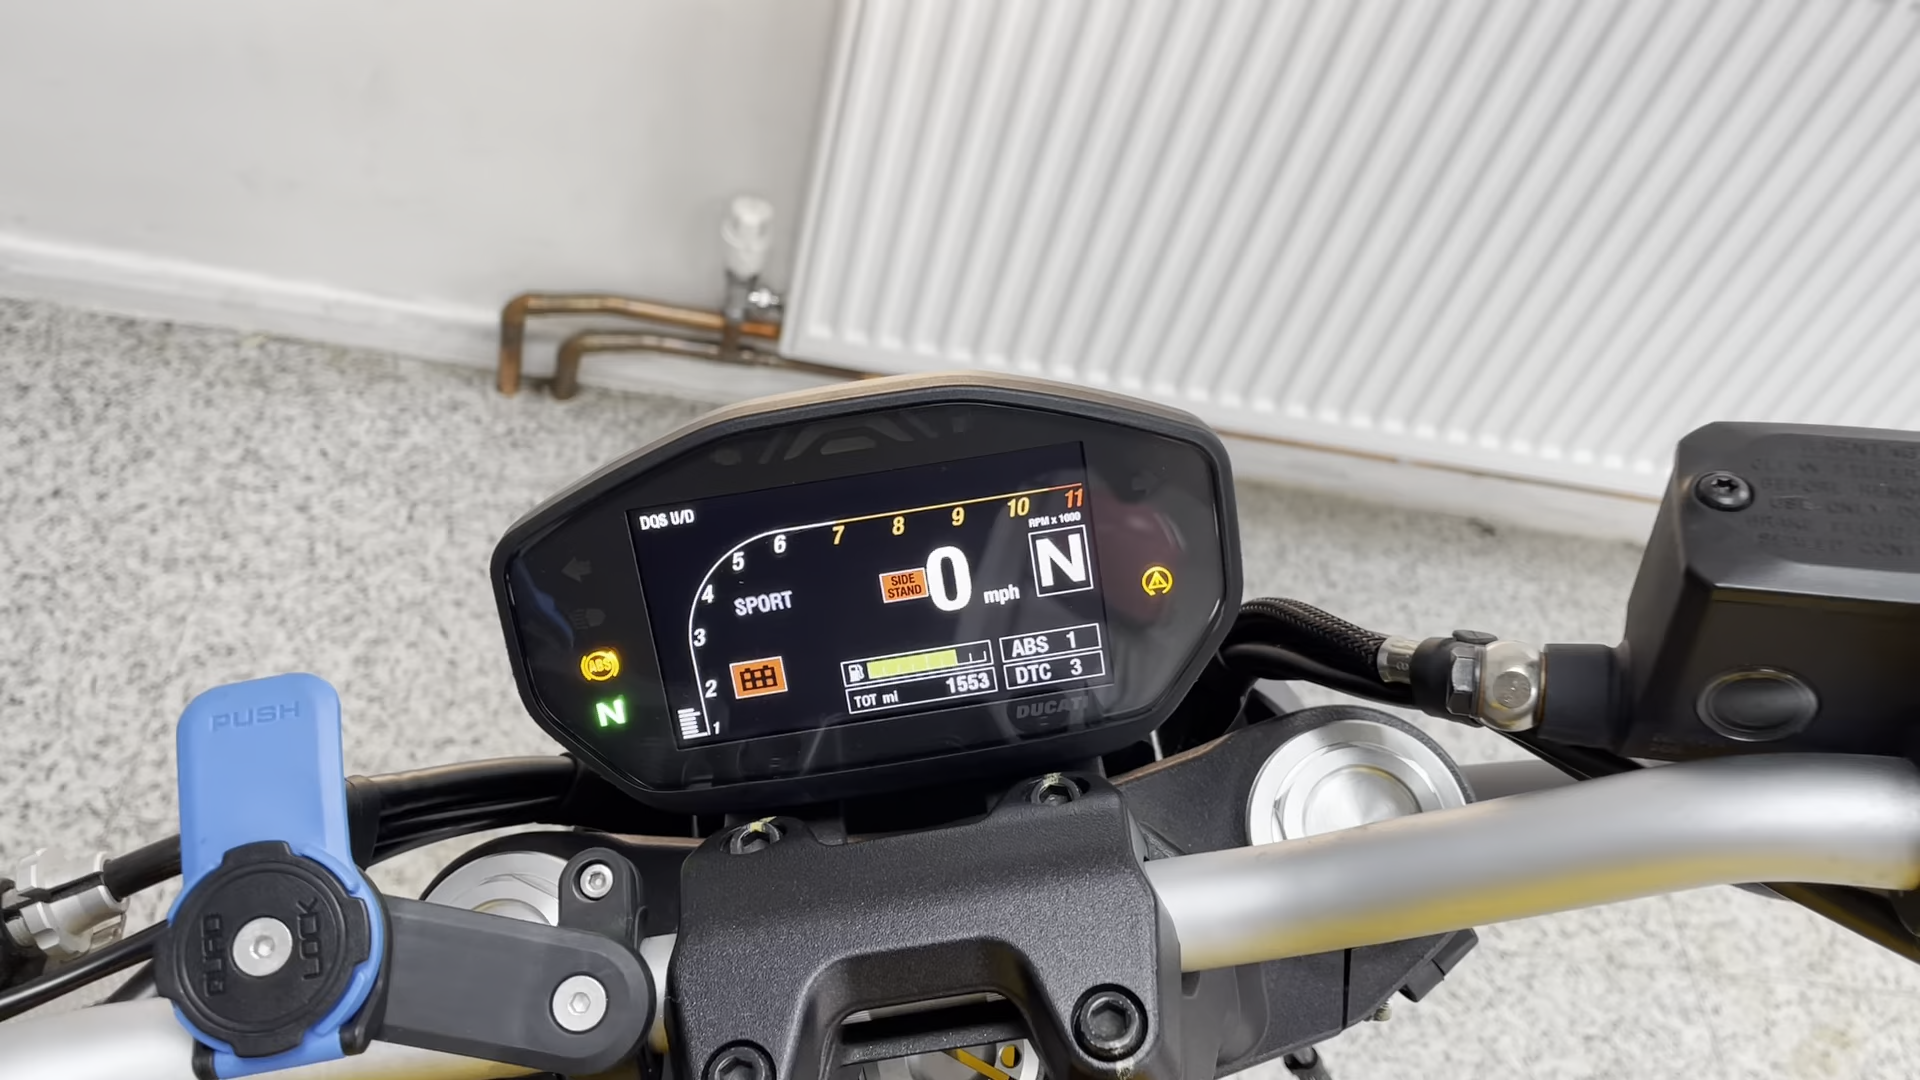 DQS U/D
1
2
3
4
5
6
7
8
9
10
11
RPM x 1000
SPORT
SIDE
STAND
0 mph
N
ABS
N
TOT mi 1553
ABS 1
DTC 3
DUCATI
PUSH
QUAD
LOCK